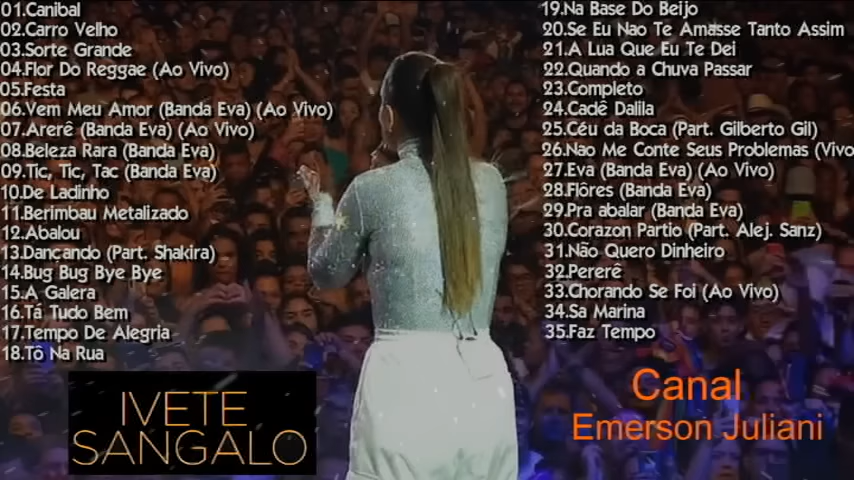 01.Canibal
02.Carro Velho
03.Sorte Grande
04.Flor Do Reggae (Ao Vivo)
05.Festa
06.Vem Meu Amor (Banda Eva) (Ao Vivo)
07.Arerê (Banda Eva) (Ao Vivo)
08.Beleza Rara (Banda Eva)
09.Tic, Tic, Tac (Banda Eva)
10.De Ladinho
11.Berimbau Metalizado
12.Abalou
13.Dancando (Part. Shakira)
14.Bug Bug Bye Bye
15.A Galera
16.Tá Tudo Bem
17.Tempo De Alegria
18.Tô Na Rua
19.Na Base Do Beijo
20.Se Eu Nao Te Amasse Tanto Assim
21.A Lua Que Eu Te Dei
22.Quando a Chuva Passar
23.Completo
24.Cadê Dalila
25.Céu da Boca (Part. Gilberto Gil)
26.Nao Me Conte Seus Problemas (Vivo
27.Eva (Banda Eva) (Ao Vivo)
28.Flôres (Banda Eva)
29.Pra abalar (Banda Eva)
30.Corazon Partio (Part. Alej. Sanz)
31.Não Quero Dinheiro
32.Pererê
33.Chorando Se Foi (Ao Vivo)
34.Sa Marina
35.Faz Tempo
IVETE
SANGALO
Canal
Emerson Juliani